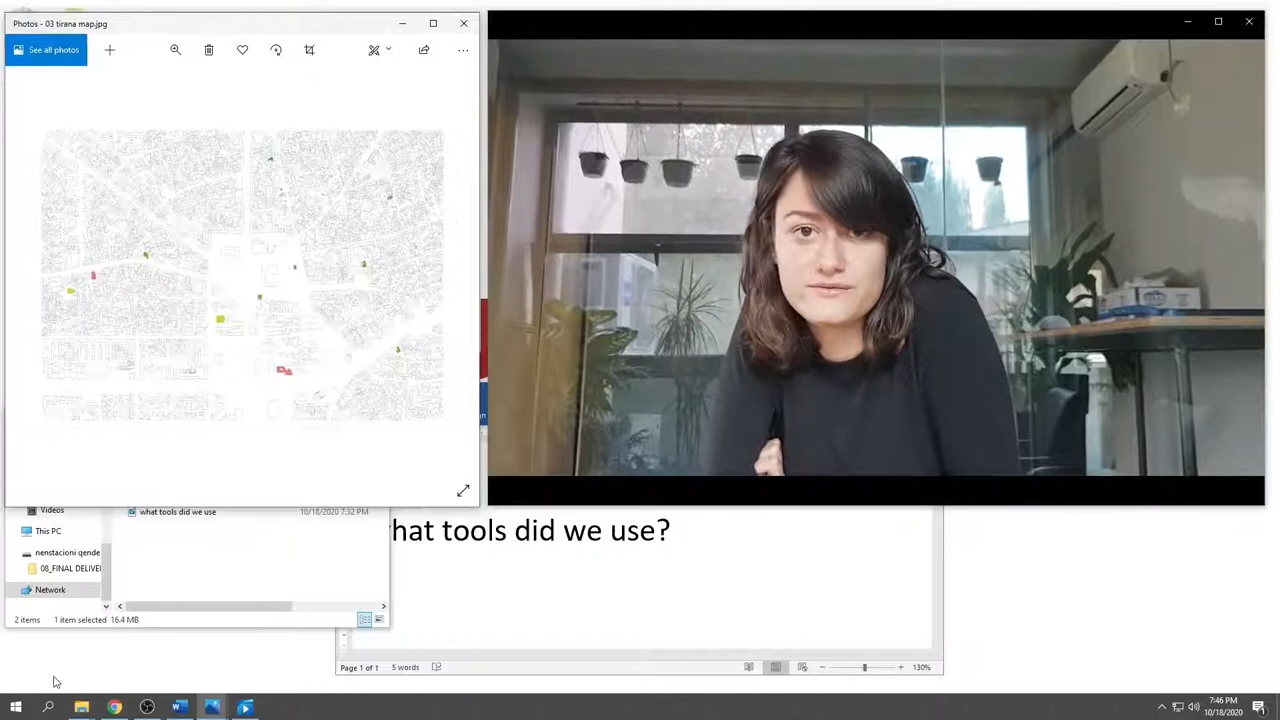 Photos - 03 tirana map.jpg
See all photos
Videos
This PC
nenstacioni qende
08_FINAL DELIVE
Network
what tools did we use
10/18/2020 7:32 PM
2 items
1 item selected
16.4 MB
hat tools did we use?
Page 1 of 1
5 words
130%
7:46 PM
10/18/2020